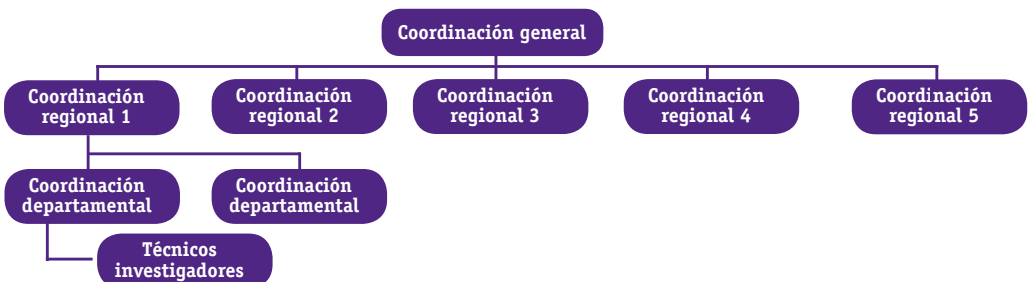 Coordinación general
Coordinación
regional 1
Coordinación
regional 2
Coordinación
regional 3
Coordinación
regional 4
Coordinación
regional 5
Coordinación
departamental
Coordinación
departamental
Técnicos
investigadores